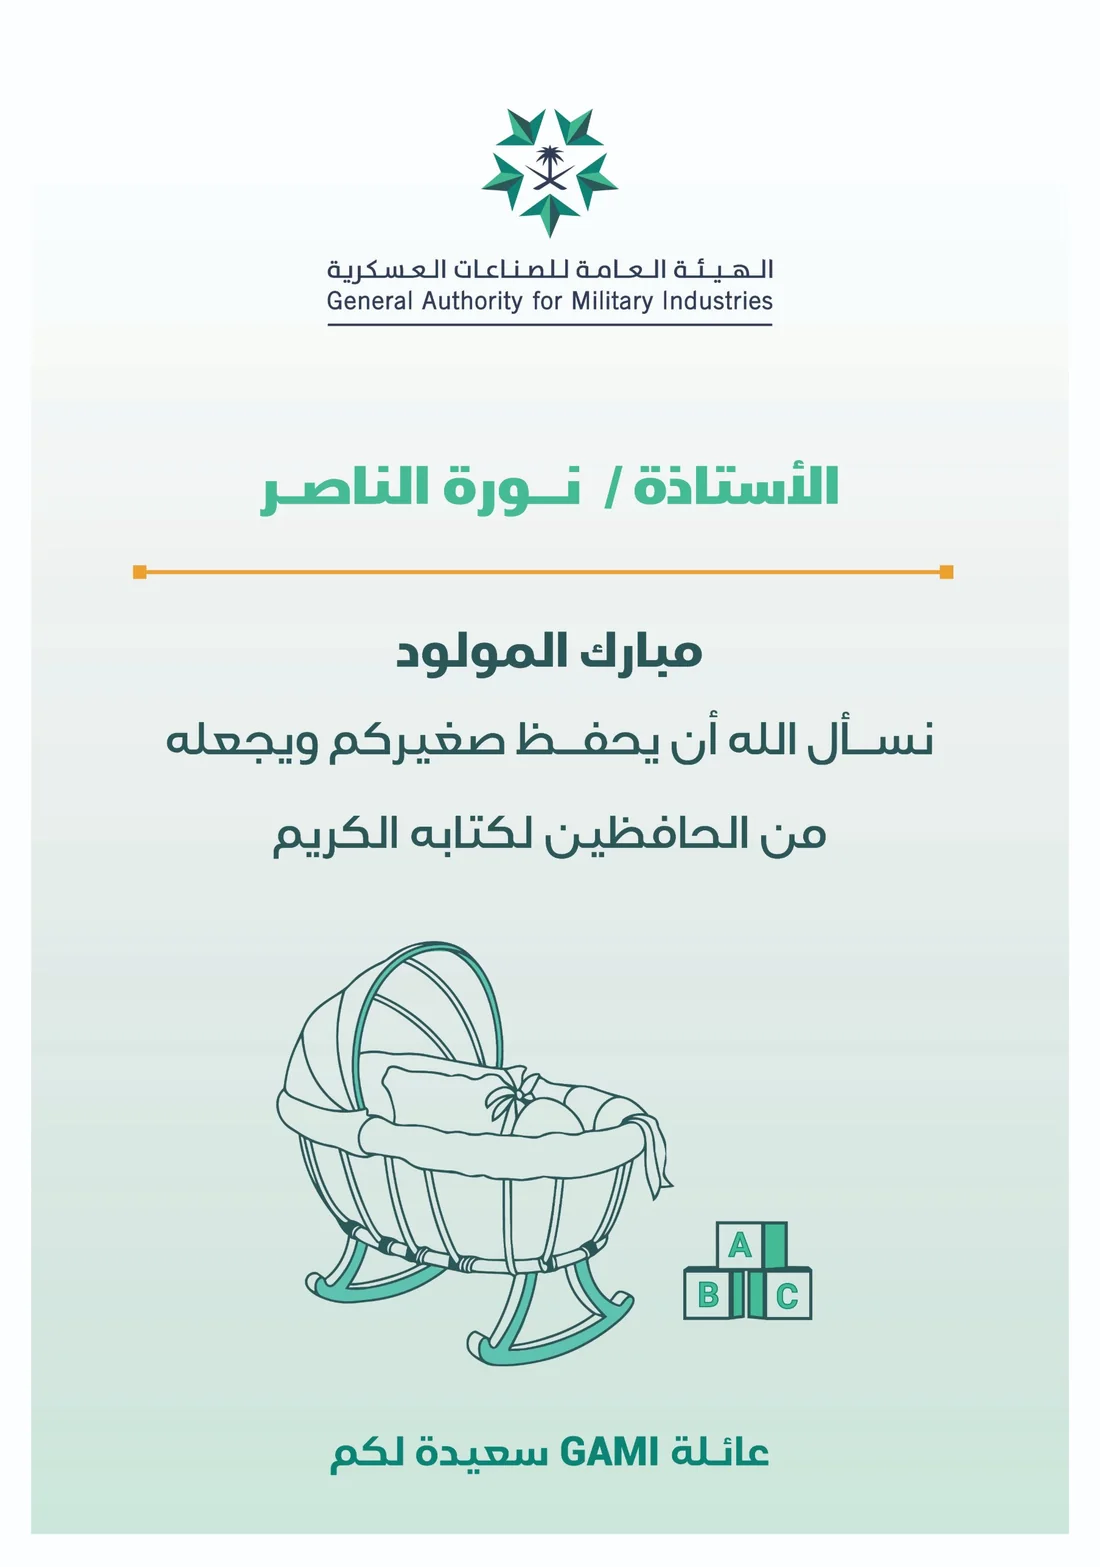 الهيئة العامة للصناعات العسكرية
General Authority for Military Industries
الأستاذة / نورة الناصر
مبارك المولود
نسأل الله أن يحفظ صغيركم ويجعله
من الحافظين لكتابه الكريم
A
B C
عائلة GAMI سعيدة لكم